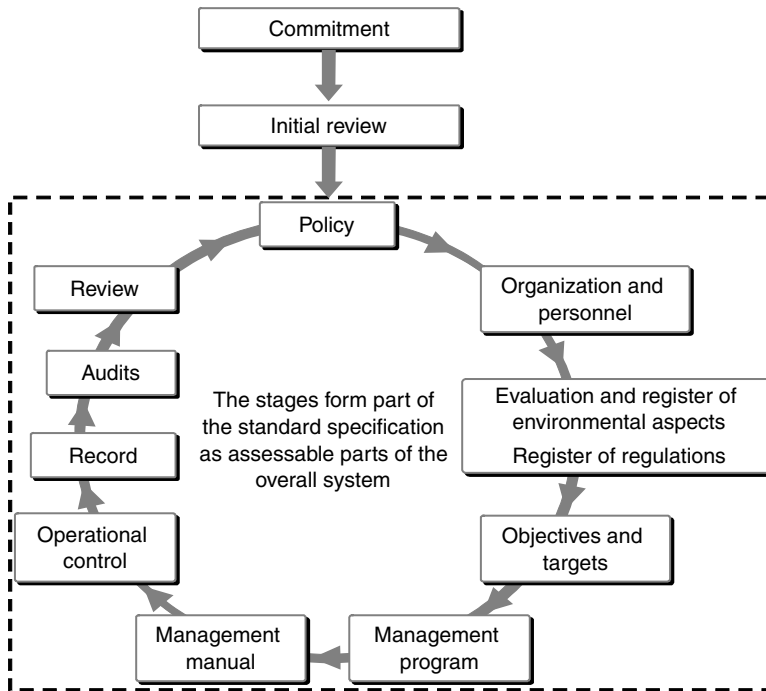 Commitment
Initial review
Policy
Organization and
personnel
Evaluation and register of
environmental aspects
Register of regulations
Objectives and
targets
Management
program
Management
manual
Operational
control
Record
Audits
Review
The stages form part of
the standard specification
as assessable parts of the
overall system